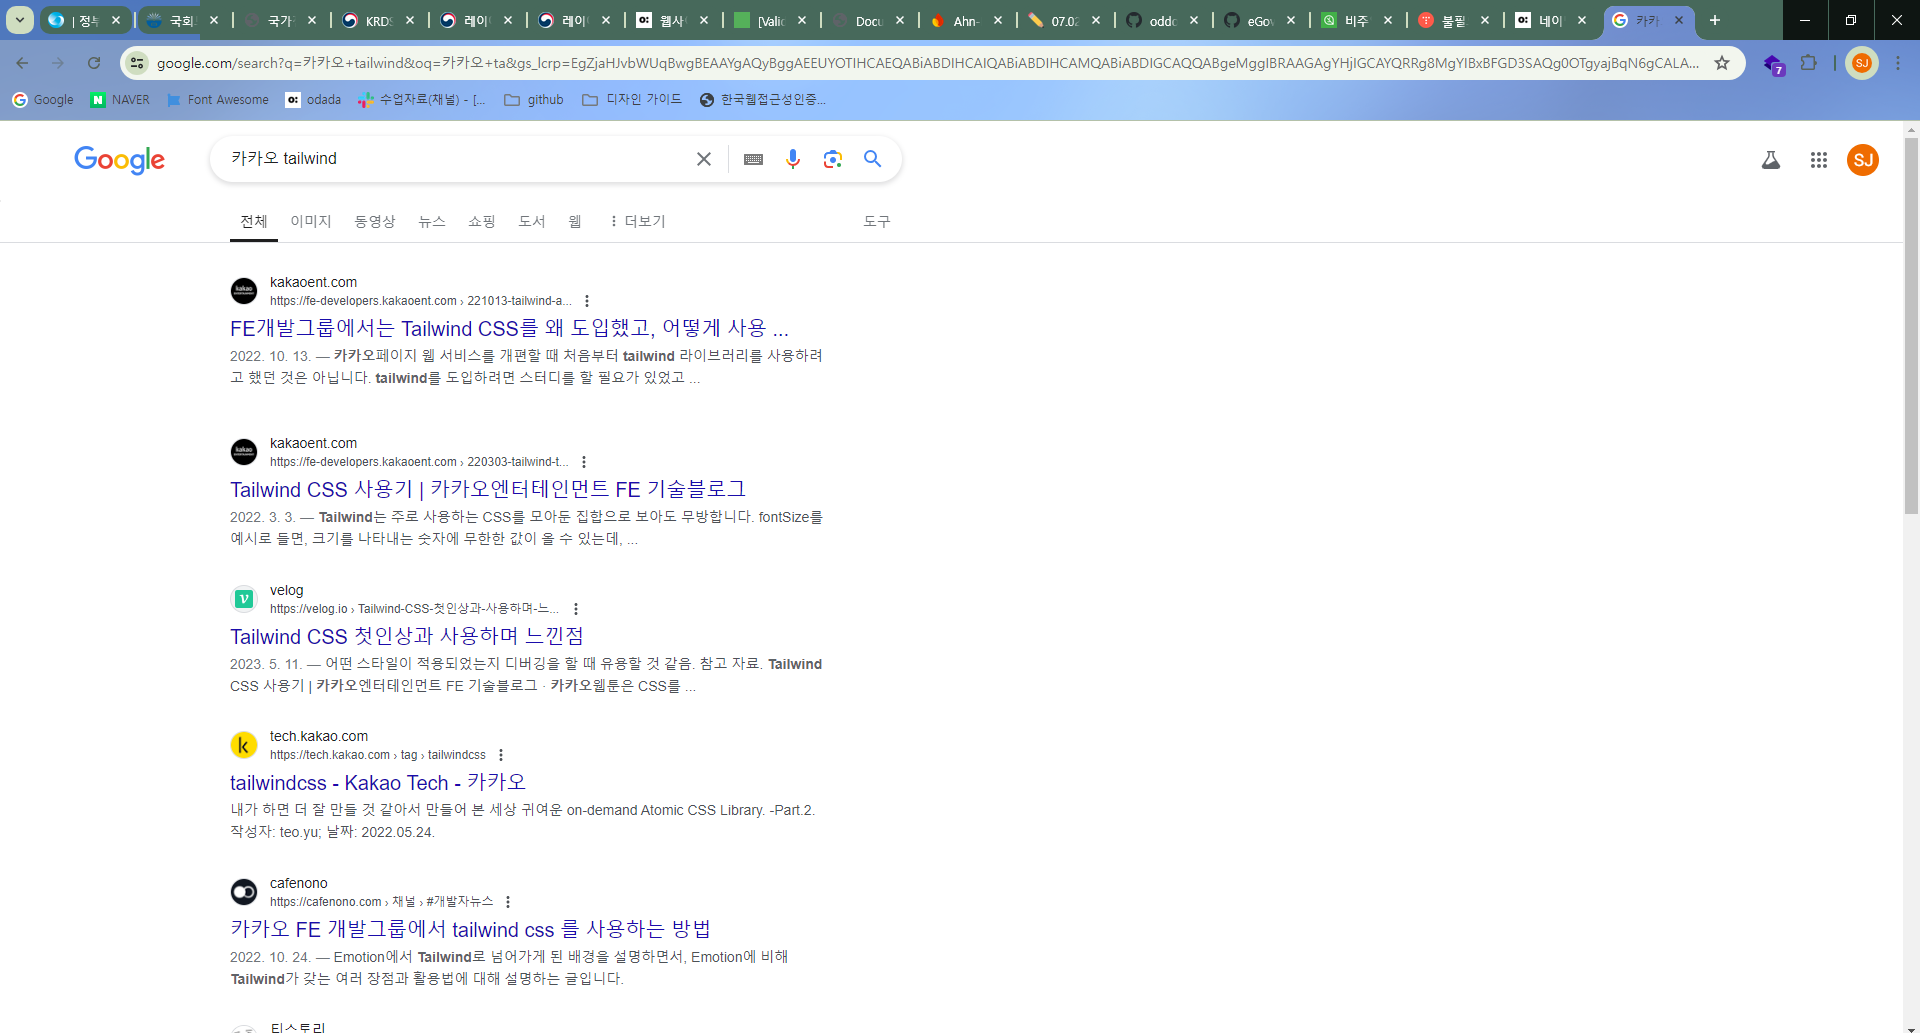 | 정부
국회
국가
KRDS
레이
레이
웹사
[Valid
Docu
Ahn-
07.02
oddc
eGov
비주
불필
네이
카카
google.com/search?q=카카오+tailwind&oq=카카오+ta&gs_lcrp=EgZjaHJvbWUqBwgBEAAYgAQyBggAEEUYOTIHCAEQABiABDIHCAIQABiABDIHCAMQABiABDIGCAQQABgeMggIBRAAGAgYHjIGCAYQRRg8MgYIBxBFGD3SAQg0OTgyajBqN6gCALA...
7
SJ
Google
NAVER
Font Awesome
odada
수업자료(채널) - [...
github
디자인 가이드
한국웹접근성인증...
Google
카카오 tailwind
SJ
전체 이미지 동영상 뉴스 쇼핑 도서 웹 더보기 도구
kakaoent.com
https://fe-developers.kakaoent.com › 221013-tailwind-a...
FE개발그룹에서는 Tailwind CSS를 왜 도입했고, 어떻게 사용 ...
2022. 10. 13. — 카카오페이지 웹 서비스를 개편할 때 처음부터 tailwind 라이브러리를 사용하려
고 했던 것은 아닙니다. tailwind를 도입하려면 스터디를 할 필요가 있었고 ...
kakaoent.com
https://fe-developers.kakaoent.com › 220303-tailwind-t...
Tailwind CSS 사용기 | 카카오엔터테인먼트 FE 기술블로그
2022. 3. 3. — Tailwind는 주로 사용하는 CSS를 모아둔 집합으로 보아도 무방합니다. fontSize를
예시로 들면, 크기를 나타내는 숫자에 무한한 값이 올 수 있는데, ...
velog
https://velog.io › Tailwind-CSS-첫인상과-사용하며-느...
Tailwind CSS 첫인상과 사용하며 느낀점
2023. 5. 11. — 어떤 스타일이 적용되었는지 디버깅을 할 때 유용할 것 같음. 참고 자료. Tailwind
CSS 사용기 | 카카오엔터테인먼트 FE 기술블로그 · 카카오웹툰은 CSS를 ...
tech.kakao.com
https://tech.kakao.com › tag › tailwindcss
tailwindcss - Kakao Tech - 카카오
내가 하면 더 잘 만들 것 같아서 만들어 본 세상 귀여운 on-demand Atomic CSS Library. -Part.2.
작성자: teo.yu; 날짜: 2022.05.24.
cafenono
https://cafenono.com › 채널 › #개발자뉴스
카카오 FE 개발그룹에서 tailwind css 를 사용하는 방법
2022. 10. 24. — Emotion에서 Tailwind로 넘어가게 된 배경을 설명하면서, Emotion에 비해
Tailwind가 갖는 여러 장점과 활용법에 대해 설명하는 글입니다.
티스토리